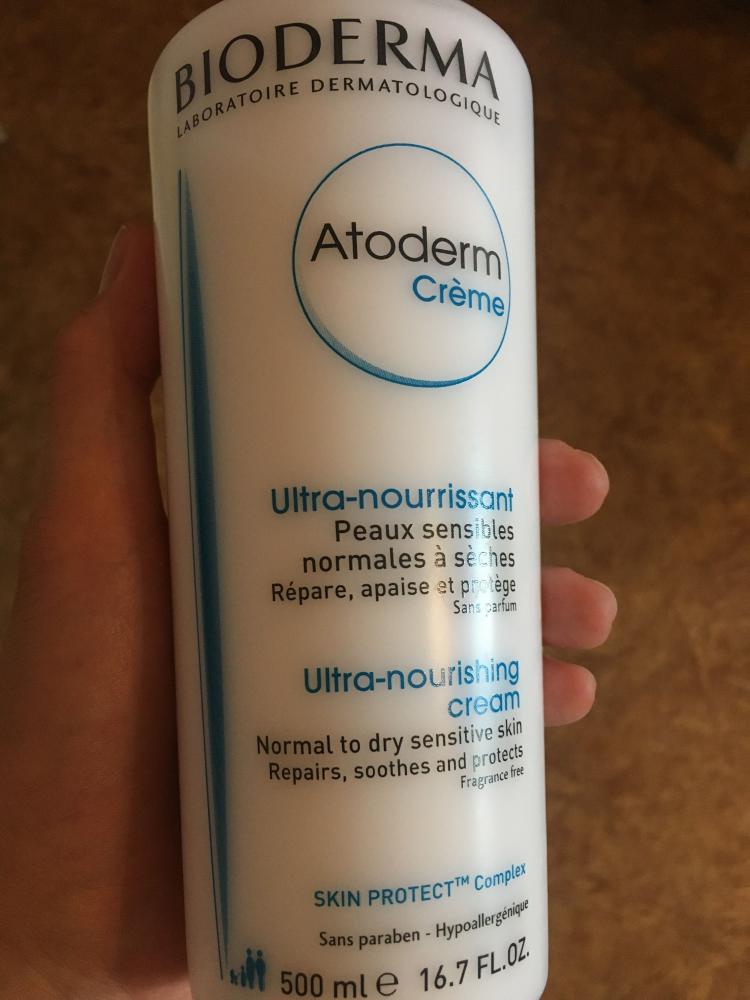 BIODERMA
LABORATOIRE DERMATOLOGIQUE
Atoderm
Crème
Ultra-nourrissant
Peaux sensibles
normales à sèches
Répare, apaise et protège
Sans parfum
Ultra-nourishing
cream
Normal to dry sensitive skin
Repairs, soothes and protects
Fragrance free
SKIN PROTECT™ Complex
Sans paraben - Hypoallergénique
500 ml e 16.7 FL.OZ.